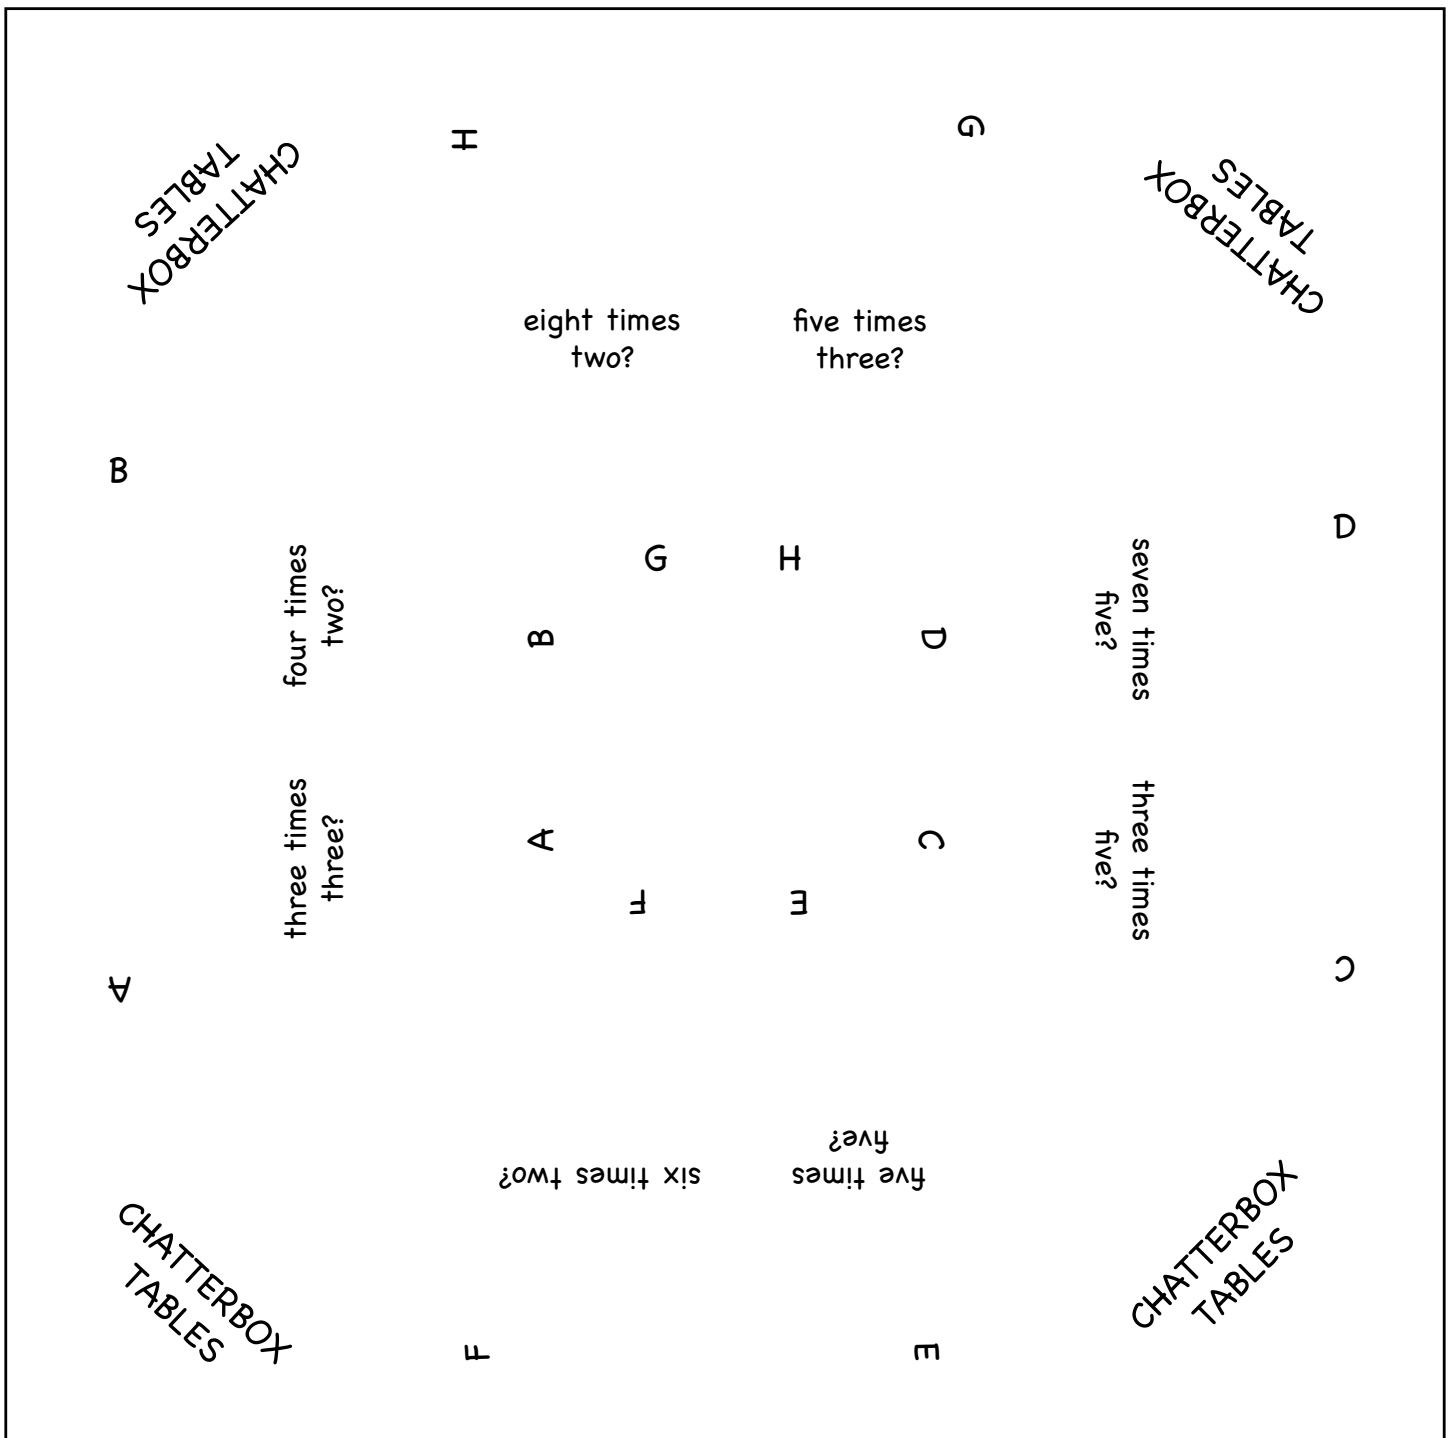 H
G
CHATTERBOX
TABLES
CHATTERBOX
TABLES
eight times
two?
five times
three?
B
D
four times
two?
G
H
seven times
five?
B
D
three times
three?
A
C
three times
five?
F
E
A
C
six times two?
five times
five?
CHATTERBOX
TABLES
CHATTERBOX
TABLES
F
E